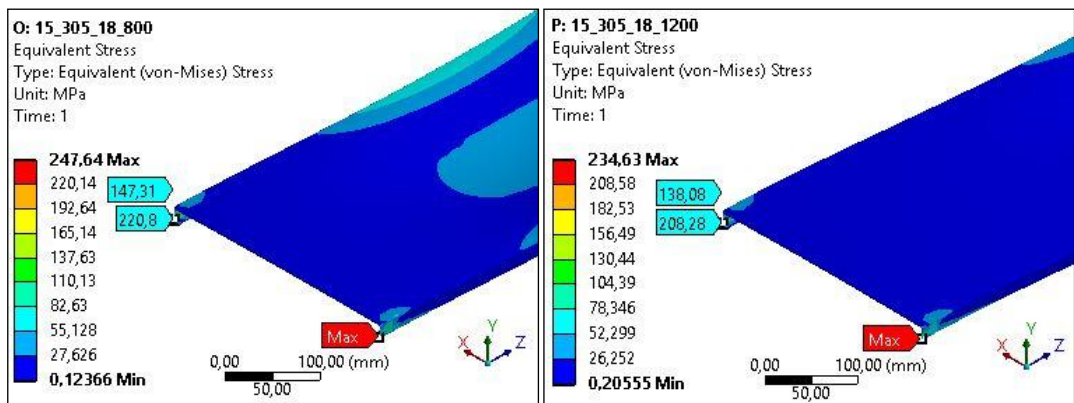 O: 15_305_18_800
Equivalent Stress
Type: Equivalent (von-Mises) Stress
Unit: MPa
Time: 1
247,64 Max
220,14
192,64
165,14
137,63
110,13
82,63
55,128
27,626
0,12366 Min
147,31
220,8
Max
0,00 100,00 (mm)
50,00
Y
X Z
P: 15_305_18_1200
Equivalent Stress
Type: Equivalent (von-Mises) Stress
Unit: MPa
Time: 1
234,63 Max
208,58
182,53
156,49
130,44
104,39
78,346
52,299
26,252
0,20555 Min
138,08
208,28
Max
0,00 100,00 (mm)
50,00
Y
X Z